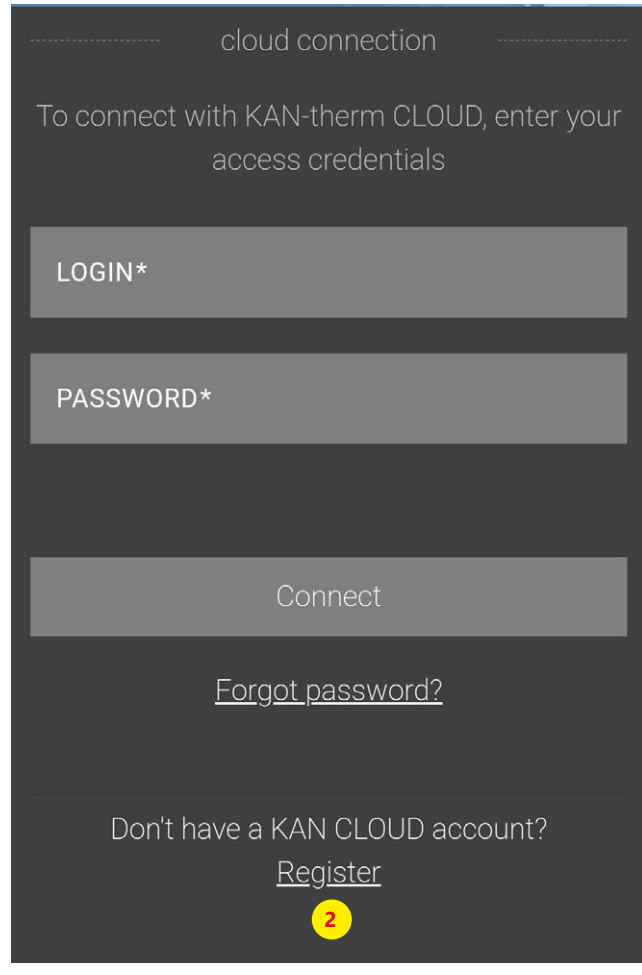 cloud connection
To connect with KAN-therm CLOUD, enter your
access credentials
LOGIN*
PASSWORD*
Connect
Forgot password?
Don't have a KAN CLOUD account?
Register
2